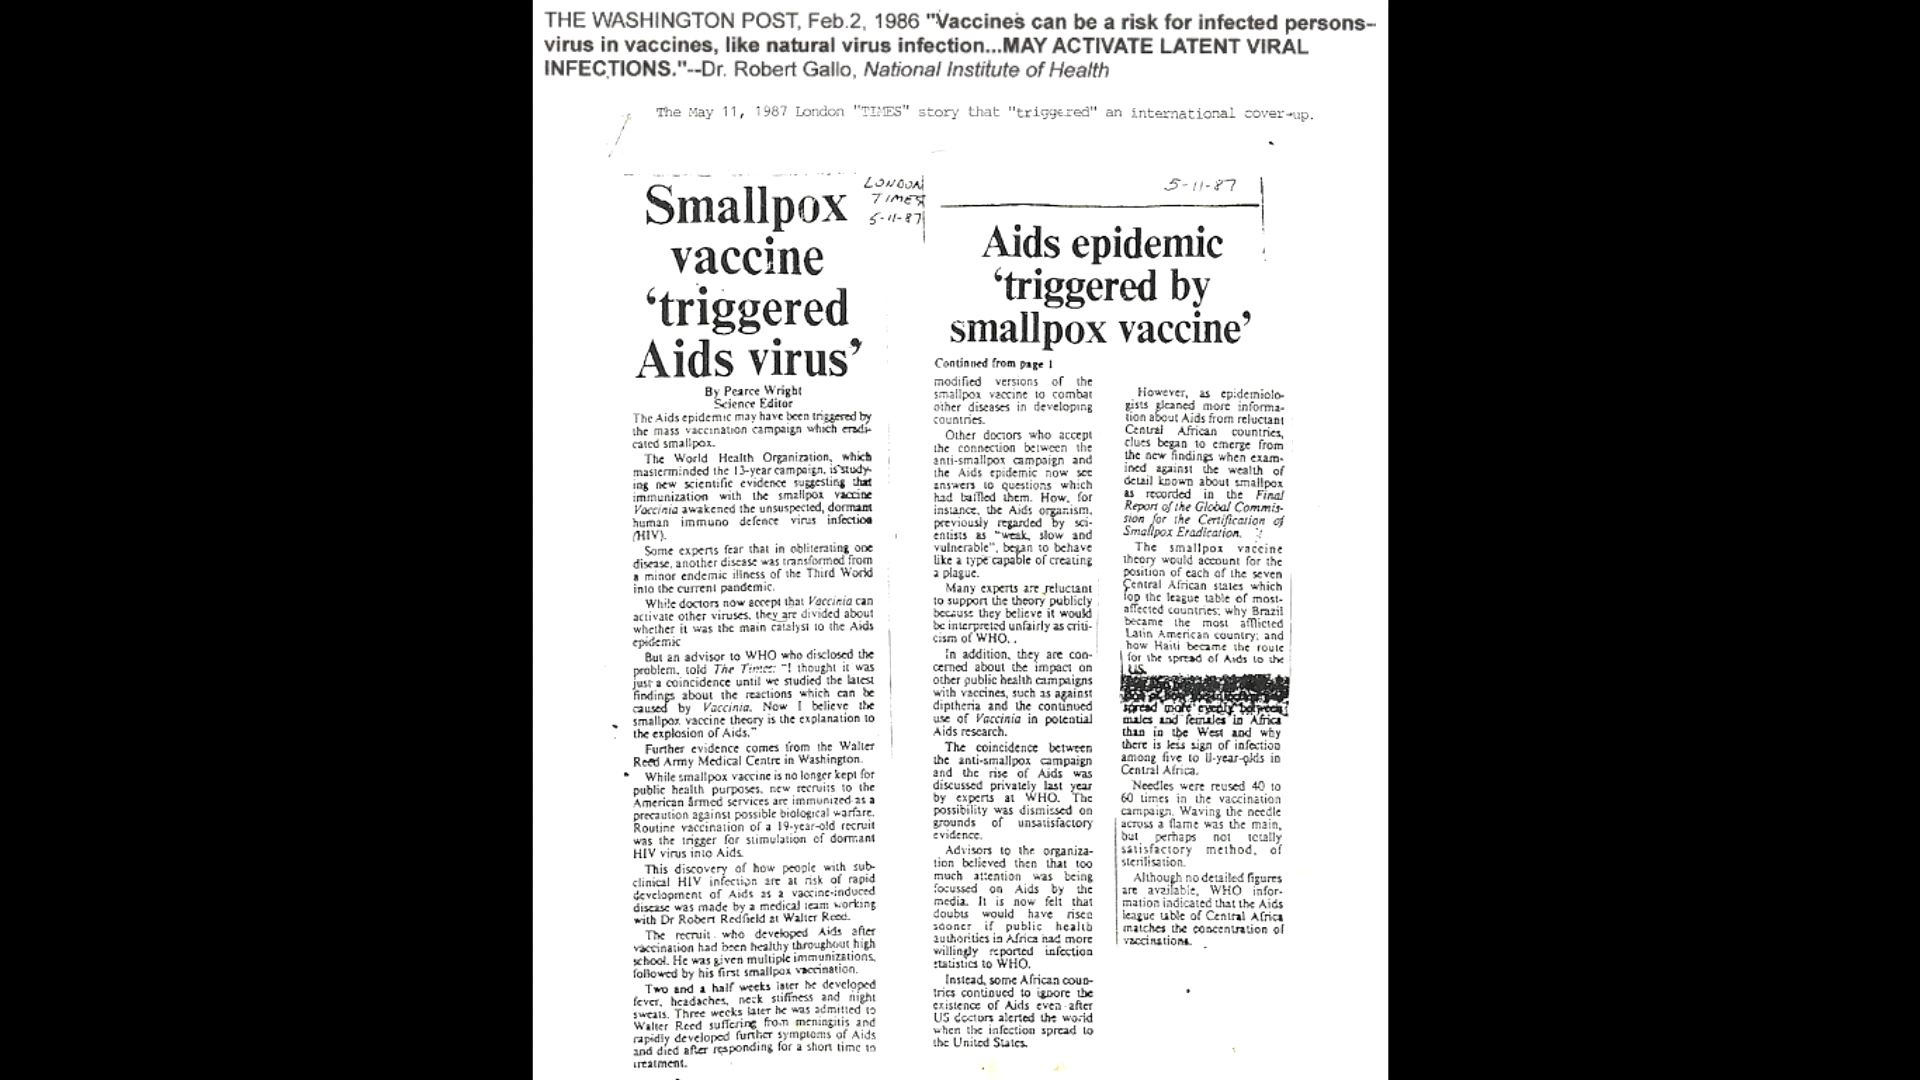 THE WASHINGTON POST, Feb.2, 1986 "Vaccines can be a risk for infected persons--
virus in vaccines, like natural virus infection...MAY ACTIVATE LATENT VIRAL
INFECTIONS."--Dr. Robert Gallo, National Institute of Health
The May 11, 1987 London "TIMES" story that "triggered" an international cover-up.
Smallpox
vaccine
‘triggered
Aids virus’
LONDON
TIMES
5-11-87
By Pearce Wright
Science Editor
The Aids epidemic may have been triggered by
the mass vaccination campaign which eradi-
cated smallpox.
The World Health Organization, which
masterminded the 13-year campaign, is study-
ing new scientific evidence suggesting that
immunization with the smallpox vaccine
Vaccinia awakened the unsuspected, dormant
human immuno defence virus infection
(HIV).
Some experts fear that in obliterating one
disease, another disease was transformed from
a minor endemic illness of the Third World
into the current pandemic.
While doctors now accept that Vaccinia can
activate other viruses, they are divided about
whether it was the main catalyst to the Aids
epidemic
But an advisor to WHO who disclosed the
problem, told The Times: "I thought it was
just a coincidence until we studied the latest
findings about the reactions which can be
caused by Vaccinia. Now I believe the
smallpox vaccine theory is the explanation to
the explosion of Aids."
Further evidence comes from the Walter
Reed Army Medical Centre in Washington.
While smallpox vaccine is no longer kept for
public health purposes, new recruits to the
American armed services are immunized as a
precaution against possible biological warfare.
Routine vaccination of a 19-year-old recruit
was the trigger for stimulation of dormant
HIV virus into Aids.
This discovery of how people with sub-
clinical HIV infection are at risk of rapid
development of Aids as a vaccine-induced
disease was made by a medical team working
with Dr Robert Redfield at Walter Reed.
The recruit who developed Aids after
vaccination had been healthy throughout high
school. He was given multiple immunizations,
followed by his first smallpox vaccination.
Two and a half weeks later he developed
fever, headaches, neck stiffness and night
sweats. Three weeks later he was admitted to
Walter Reed suffering from meningitis and
rapidly developed further symptoms of Aids
and died after responding for a short time to
treatment.
5-11-87
Aids epidemic
‘triggered by
smallpox vaccine’
Continued from page 1
modified versions of the
smallpox vaccine to combat
other diseases in developing
countries.
Other doctors who accept
the connection between the
anti-smallpox campaign and
the Aids epidemic now see
answers to questions which
had baffled them. How, for
instance, the Aids organism,
previously regarded by sci-
entists as "weak, slow and
vulnerable", began to behave
like a type capable of creating
a plague.
Many experts are reluctant
to support the theory publicly
because they believe it would
be interpreted unfairly as criti-
cism of WHO.
In addition, they are con-
cerned about the impact on
other public health campaigns
with vaccines, such as against
diptheria and the continued
use of Vaccinia in potential
Aids research.
The coincidence between
the anti-smallpox campaign
and the rise of Aids was
discussed privately last year
by experts at WHO. The
possibility was dismissed on
grounds of unsatisfactory
evidence.
Advisors to the organiza-
tion believed then that too
much attention was being
focussed on Aids by the
media. It is now felt that
doubts would have risen
sooner if public health
authorities in Africa had more
willingly reported infection
statistics to WHO.
Instead, some African coun-
tries continued to ignore the
existence of Aids even after
US doctors alerted the world
when the infection spread to
the United States.
However, as epidemiolo-
gists gleaned more informa-
tion about Aids from reluctant
Central African countries,
clues began to emerge from
the new findings when exam-
ined against the wealth of
detail known about smallpox
as recorded in the Final
Report of the Global Commis-
sion for the Certification of
Smallpox Eradication.
The smallpox vaccine
theory would account for the
position of each of the seven
Central African states which
top the league table of most-
affected countries; why Brazil
became the most afflicted
Latin American country; and
how Haiti became the route
for the spread of Aids to the
US.
spread more evenly between
males and females in Africa
than in the West and why
there is less sign of infection
among five to 11-year-olds in
Central Africa.
Needles were reused 40 to
60 times in the vaccination
campaign. Waving the needle
across a flame was the main,
but perhaps not totally
satisfactory method, of
sterilisation.
Although no detailed figures
are available, WHO infor-
mation indicated that the Aids
league table of Central Africa
matches the concentration of
vaccinations.